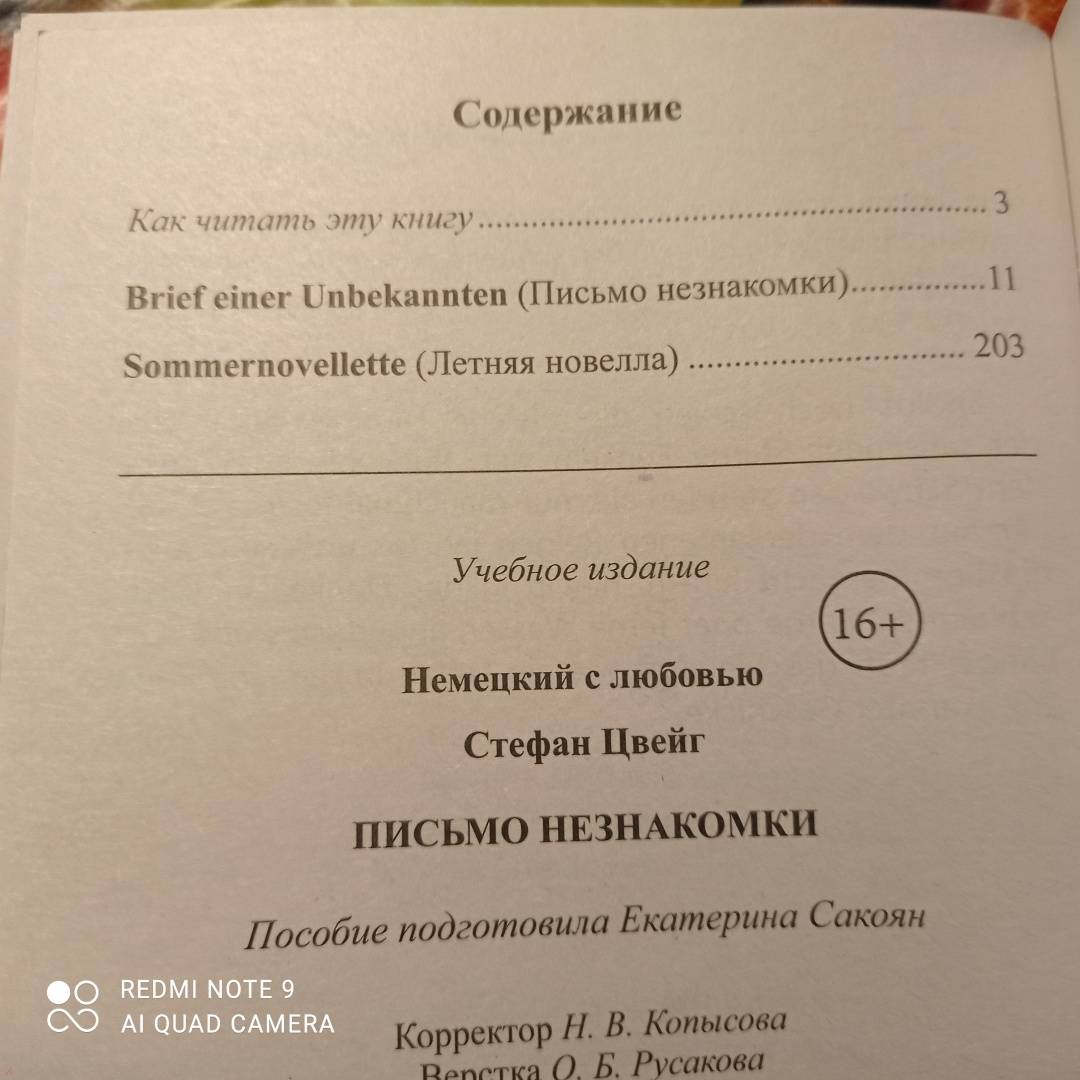 Содержание
Как читать эту книгу.................................................. 3
Brief einer Unbekannten (Письмо незнакомки)...............11
Sommernovellette (Летняя новелла) .............................. 203
Учебное издание
16+
Немецкий с любовью
Стефан Цвейг
ПИСЬМО НЕЗНАКОМКИ
Пособие подготовила Екатерина Сакоян
Корректор Н. В. Копысова
Верстка О. Б. Русакова
REDMI NOTE 9
AI QUAD CAMERA